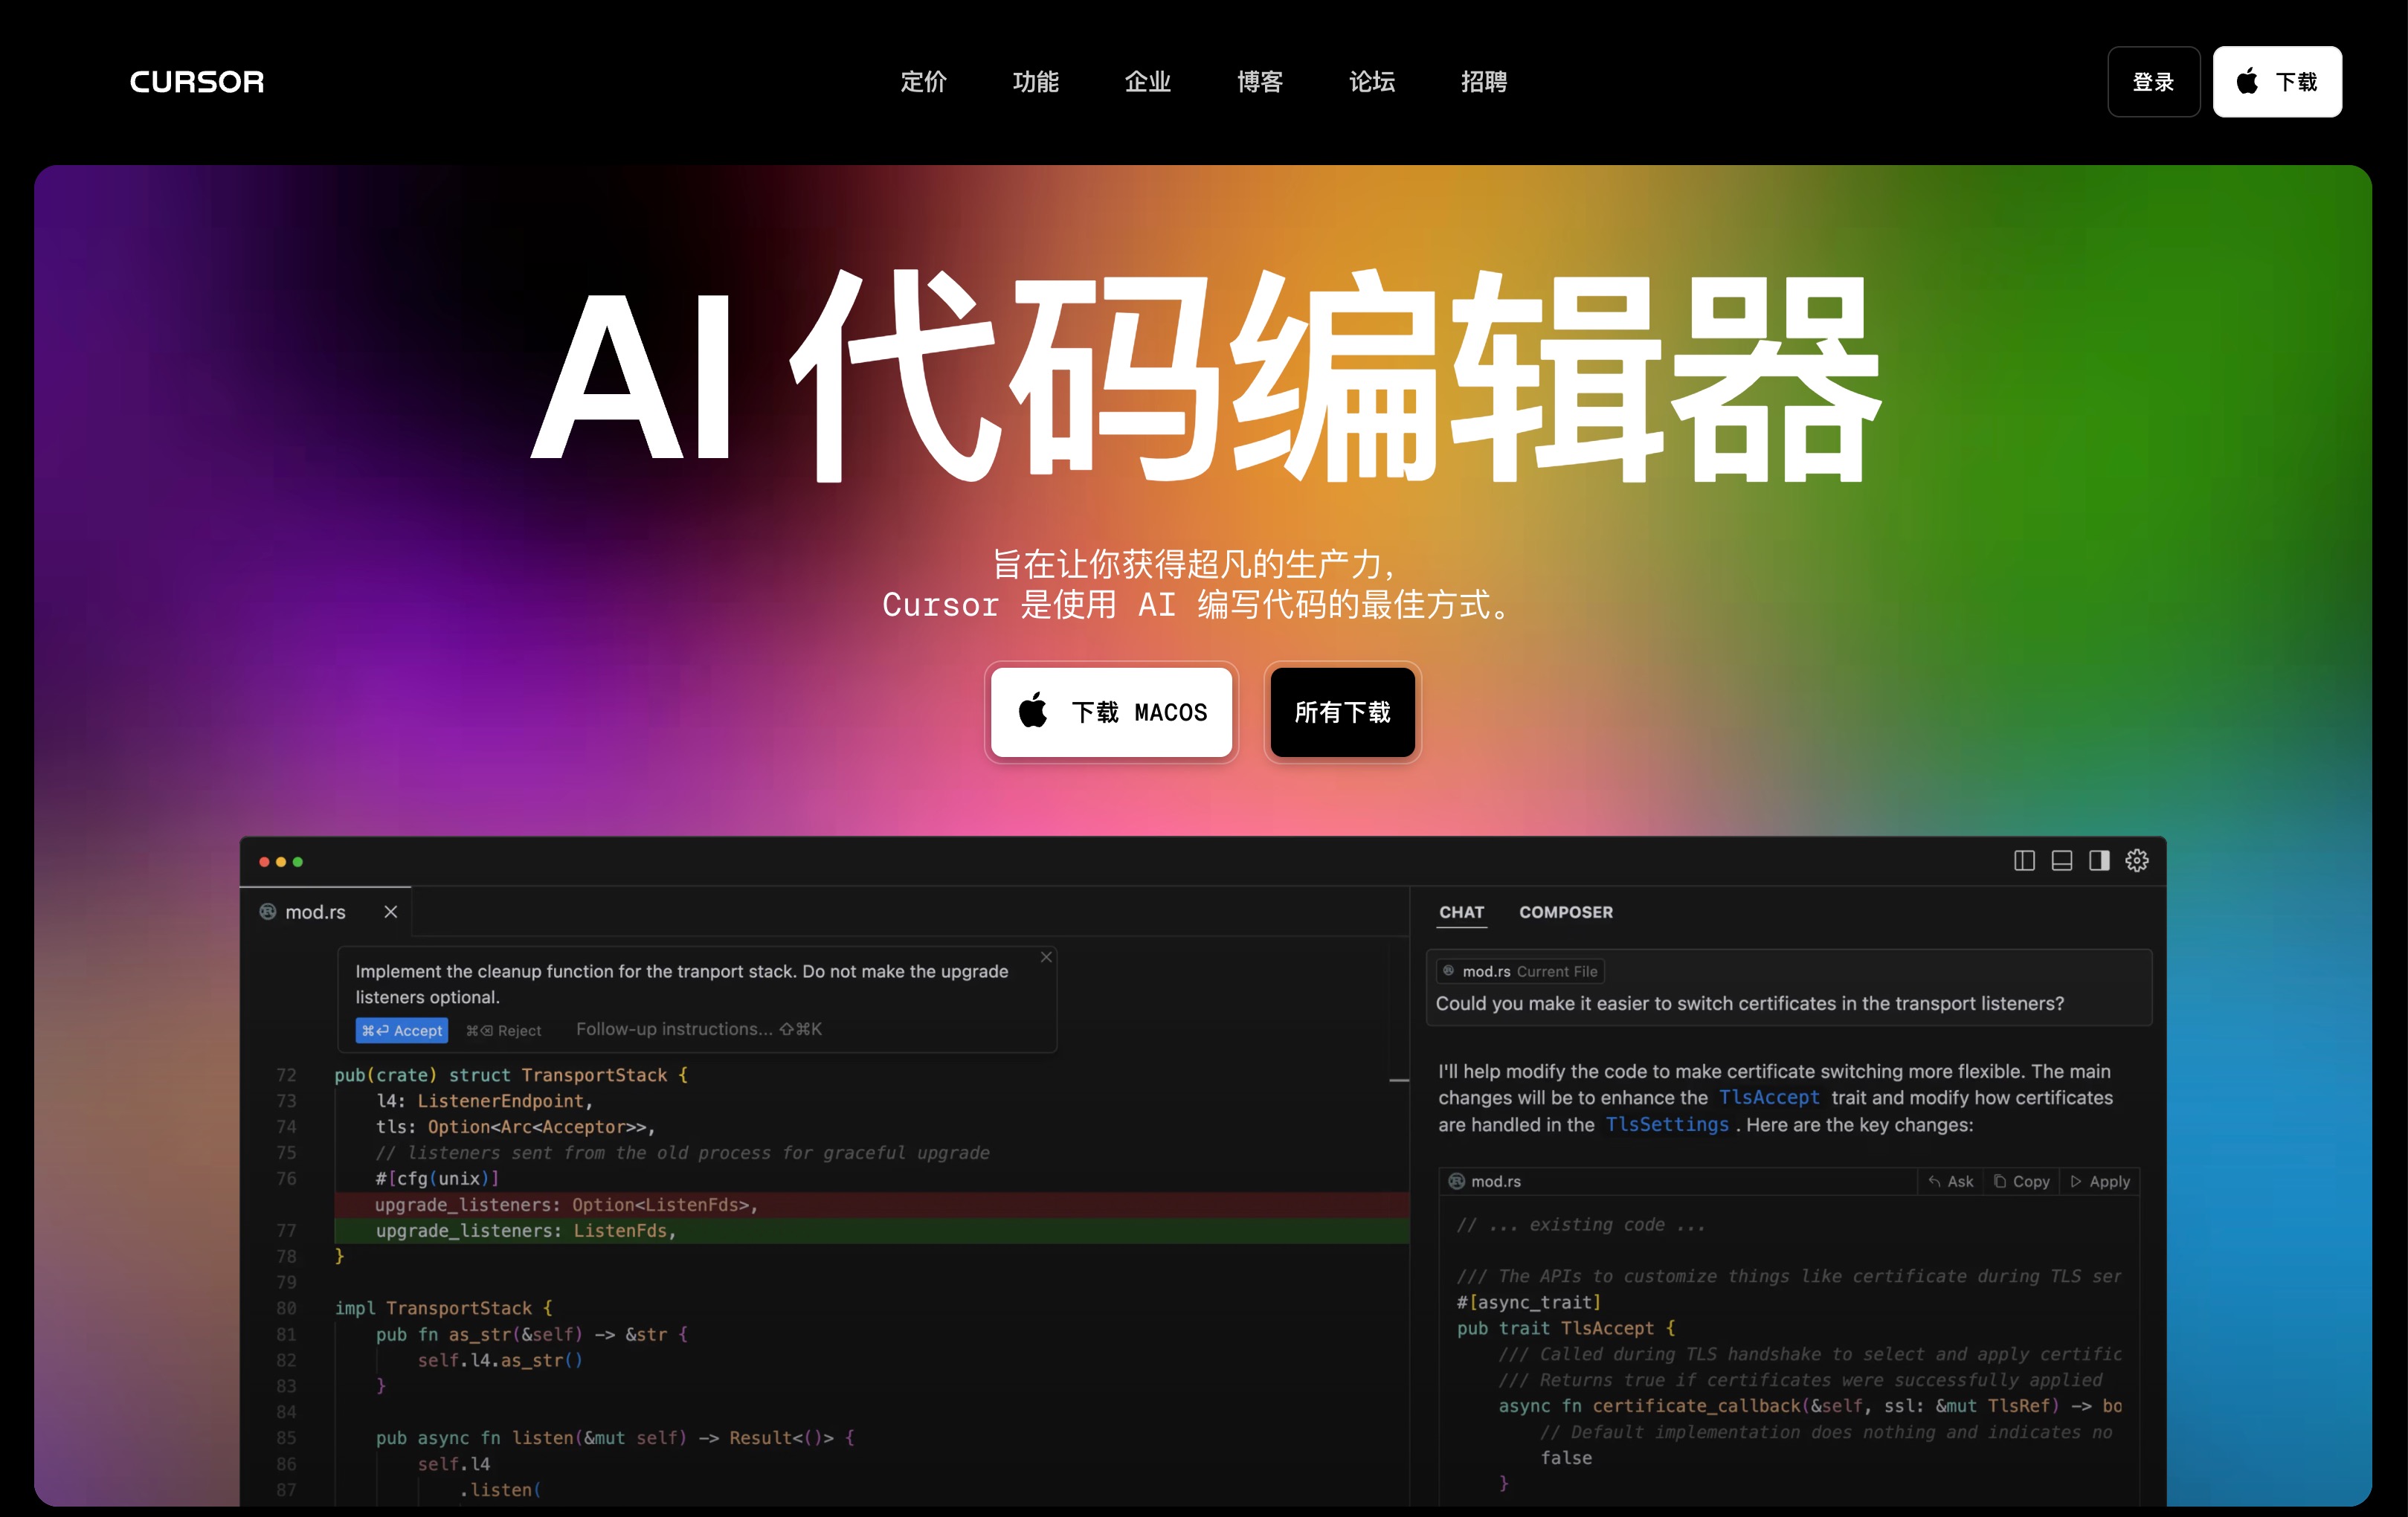 CURSOR
定价 功能 企业 博客 论坛 招聘
登录 下载
AI 代码编辑器
旨在让你获得超凡的生产力，
Cursor 是使用 AI 编写代码的最佳方式。
下载 MACOS 所有下载
mod.rs
Implement the cleanup function for the tranport stack. Do not make the upgrade
listeners optional.
⌘⏎ Accept ⌘⌫ Reject Follow-up instructions... ⇧⌘K
72 pub(crate) struct TransportStack {
73 l4: ListenerEndpoint,
74 tls: Option<Arc<Acceptor>>,
75 // listeners sent from the old process for graceful upgrade
76 #[cfg(unix)]
upgrade_listeners: Option<ListenFds>,
77 upgrade_listeners: ListenFds,
78 }
79
80 impl TransportStack {
81 pub fn as_str(&self) -> &str {
82 self.l4.as_str()
83 }
84
85 pub async fn listen(&mut self) -> Result<()> {
86 self.l4
87 .listen(
CHAT COMPOSER
mod.rs Current File
Could you make it easier to switch certificates in the transport listeners?
I'll help modify the code to make certificate switching more flexible. The main
changes will be to enhance the TlsAccept trait and modify how certificates
are handled in the TlsSettings. Here are the key changes:
mod.rs Ask Copy Apply
// ... existing code ...
/// The APIs to customize things like certificate during TLS ser
#[async_trait]
pub trait TlsAccept {
/// Called during TLS handshake to select and apply certific
/// Returns true if certificates were successfully applied
async fn certificate_callback(&self, ssl: &mut TlsRef) -> bo
// Default implementation does nothing and indicates no
false
}